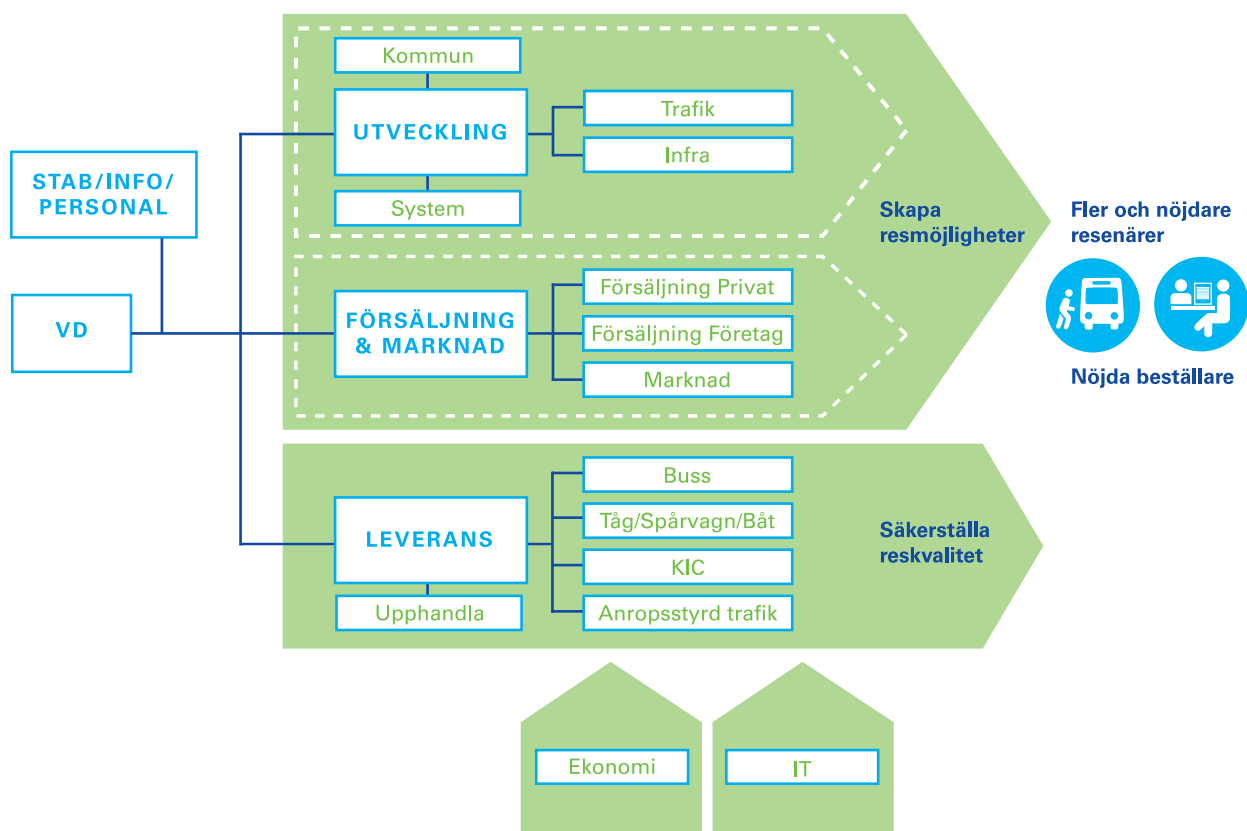 STAB/INFO/
PERSONAL
VD
Kommun
UTVECKLING
System
Trafik
Infra
FÖRSÄLJNING
& MARKNAD
Försäljning Privat
Försäljning Företag
Marknad
Skapa
resmöjligheter
Fler och nöjdare
resenärer
Nöjda beställare
LEVERANS
Upphandla
Buss
Tåg/Spårvagn/Båt
KIC
Anropsstyrd trafik
Säkerställa
reskvalitet
Ekonomi
IT